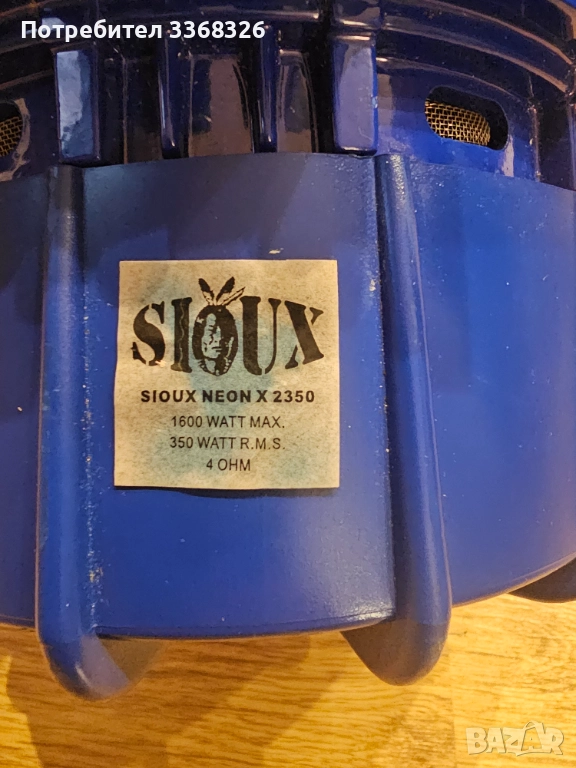 Потребител 3368326
SIOUX
SIOUX NEON X 2350
1600 WATT MAX.
350 WATT R.M.S.
4 OHM
BAZAR